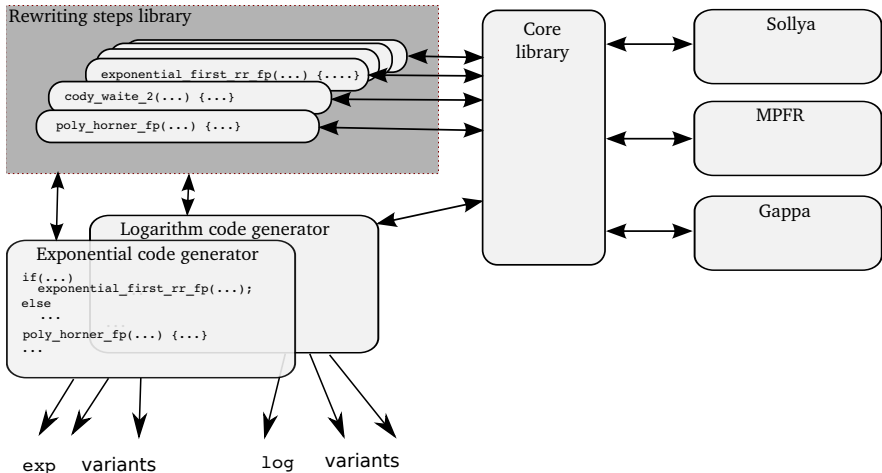 Rewriting steps library
exponential_first_rr_fp(...) {....}
cody_waite_2(...) {...}
poly_horner_fp(...) {...}
Core
library
Sollya
MPFR
Gappa
Logarithm code generator
...
Exponential code generator
if(...)
exponential_first_rr_fp(...);
else
...
poly_horner_fp(...) {...}
...
exp
variants
log
variants